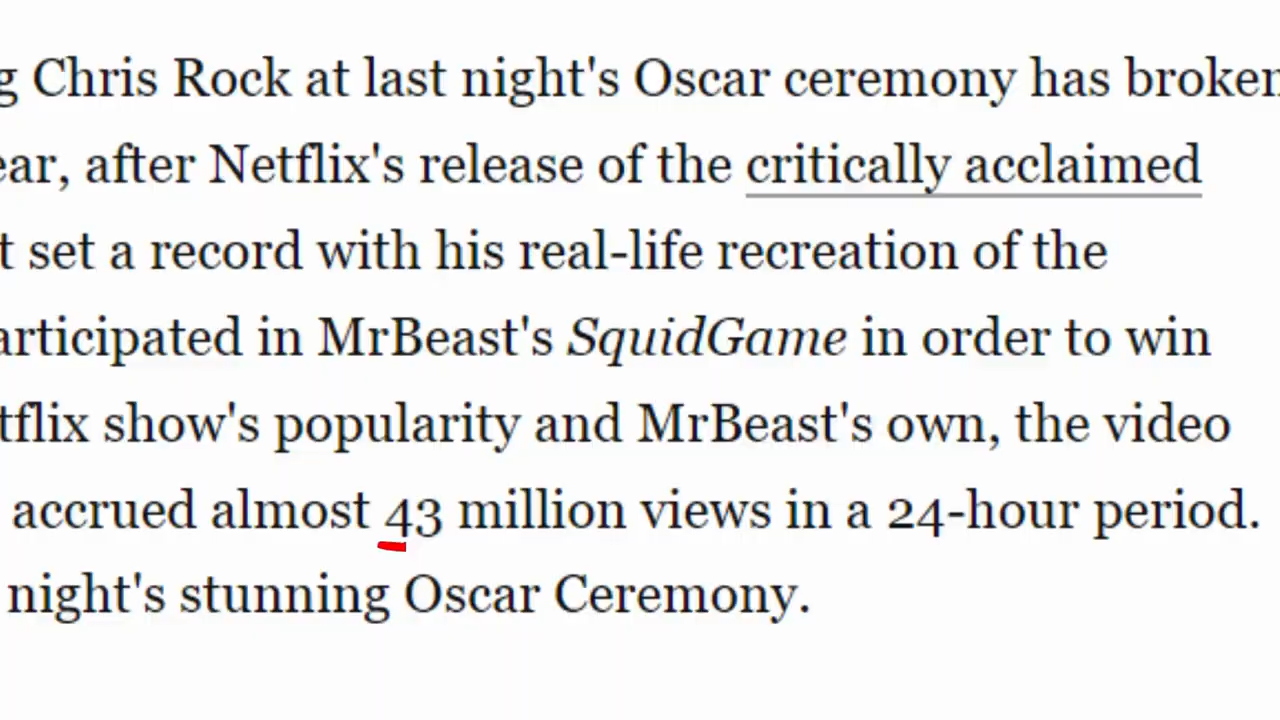 g Chris Rock at last night's Oscar ceremony has broken
ear, after Netflix's release of the critically acclaimed
t set a record with his real-life recreation of the
articipated in MrBeast's SquidGame in order to win
tflix show's popularity and MrBeast's own, the video
accrued almost 43 million views in a 24-hour period.
night's stunning Oscar Ceremony.